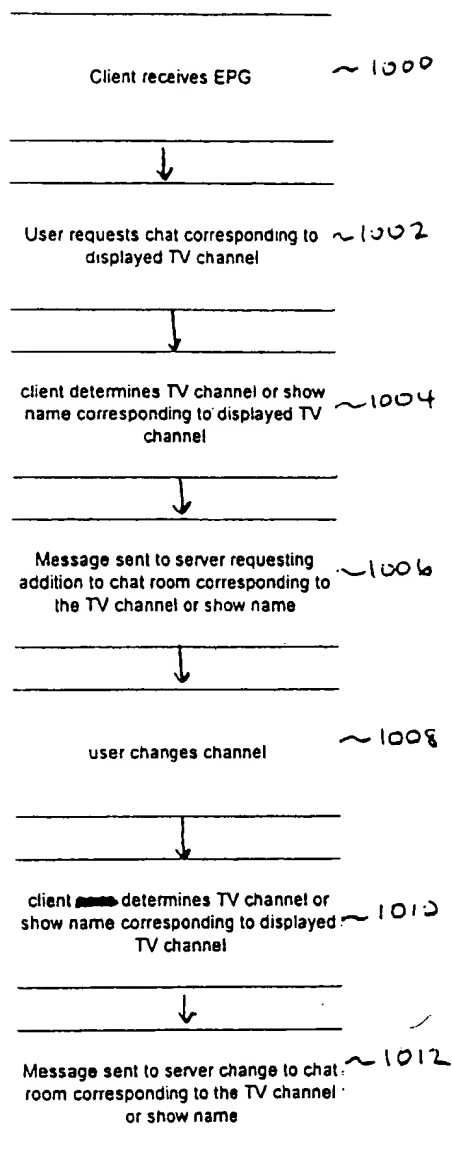 Client receives EPG ~ 1000
User requests chat corresponding to ~1002
displayed TV channel
client determines TV channel or show
name corresponding to displayed TV ~1004
channel
Message sent to server requesting
addition to chat room corresponding to ~1006
the TV channel or show name
user changes channel ~ 1008
client determines TV channel or
show name corresponding to displayed ~ 1010
TV channel
Message sent to server change to chat ~1012
room corresponding to the TV channel
or show name